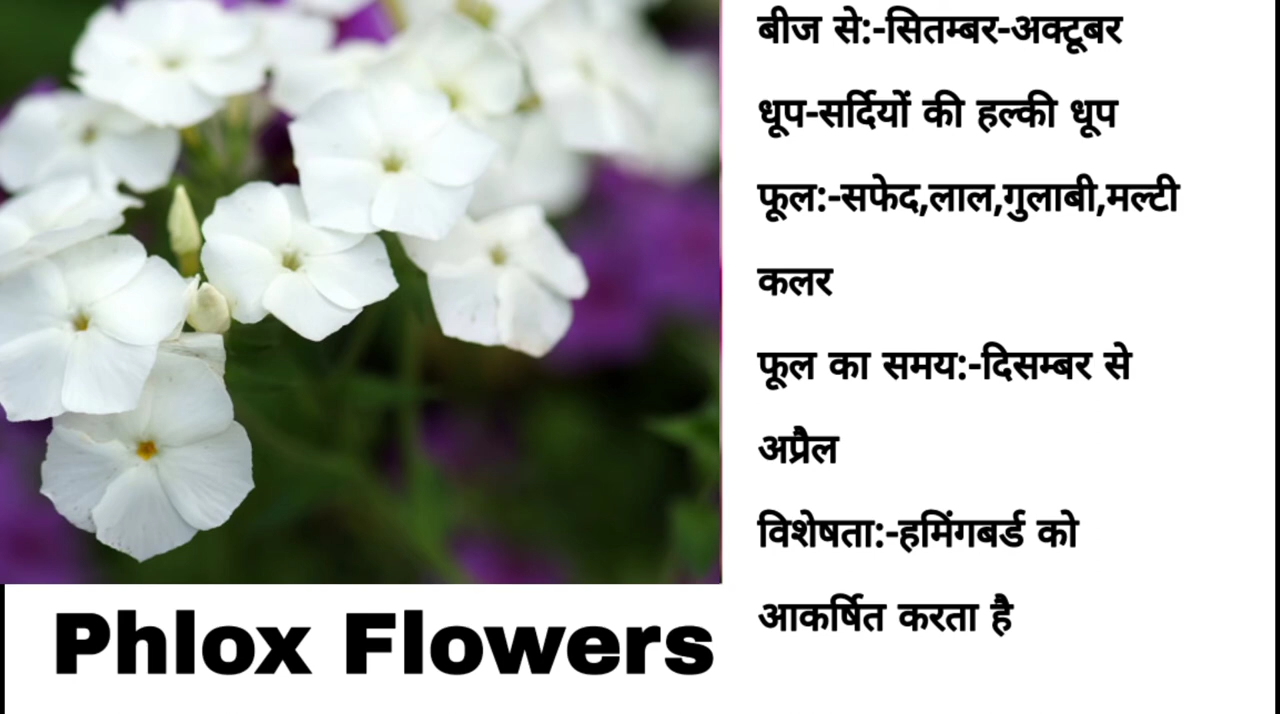 बीज से:-सितम्बर-अक्टूबर
धूप-सर्दियों की हल्की धूप
फूल:-सफेद,लाल,गुलाबी,मल्टी
कलर
फूल का समय:-दिसम्बर से
अप्रैल
विशेषता:-हमिंगबर्ड को
आकर्षित करता है
Phlox Flowers